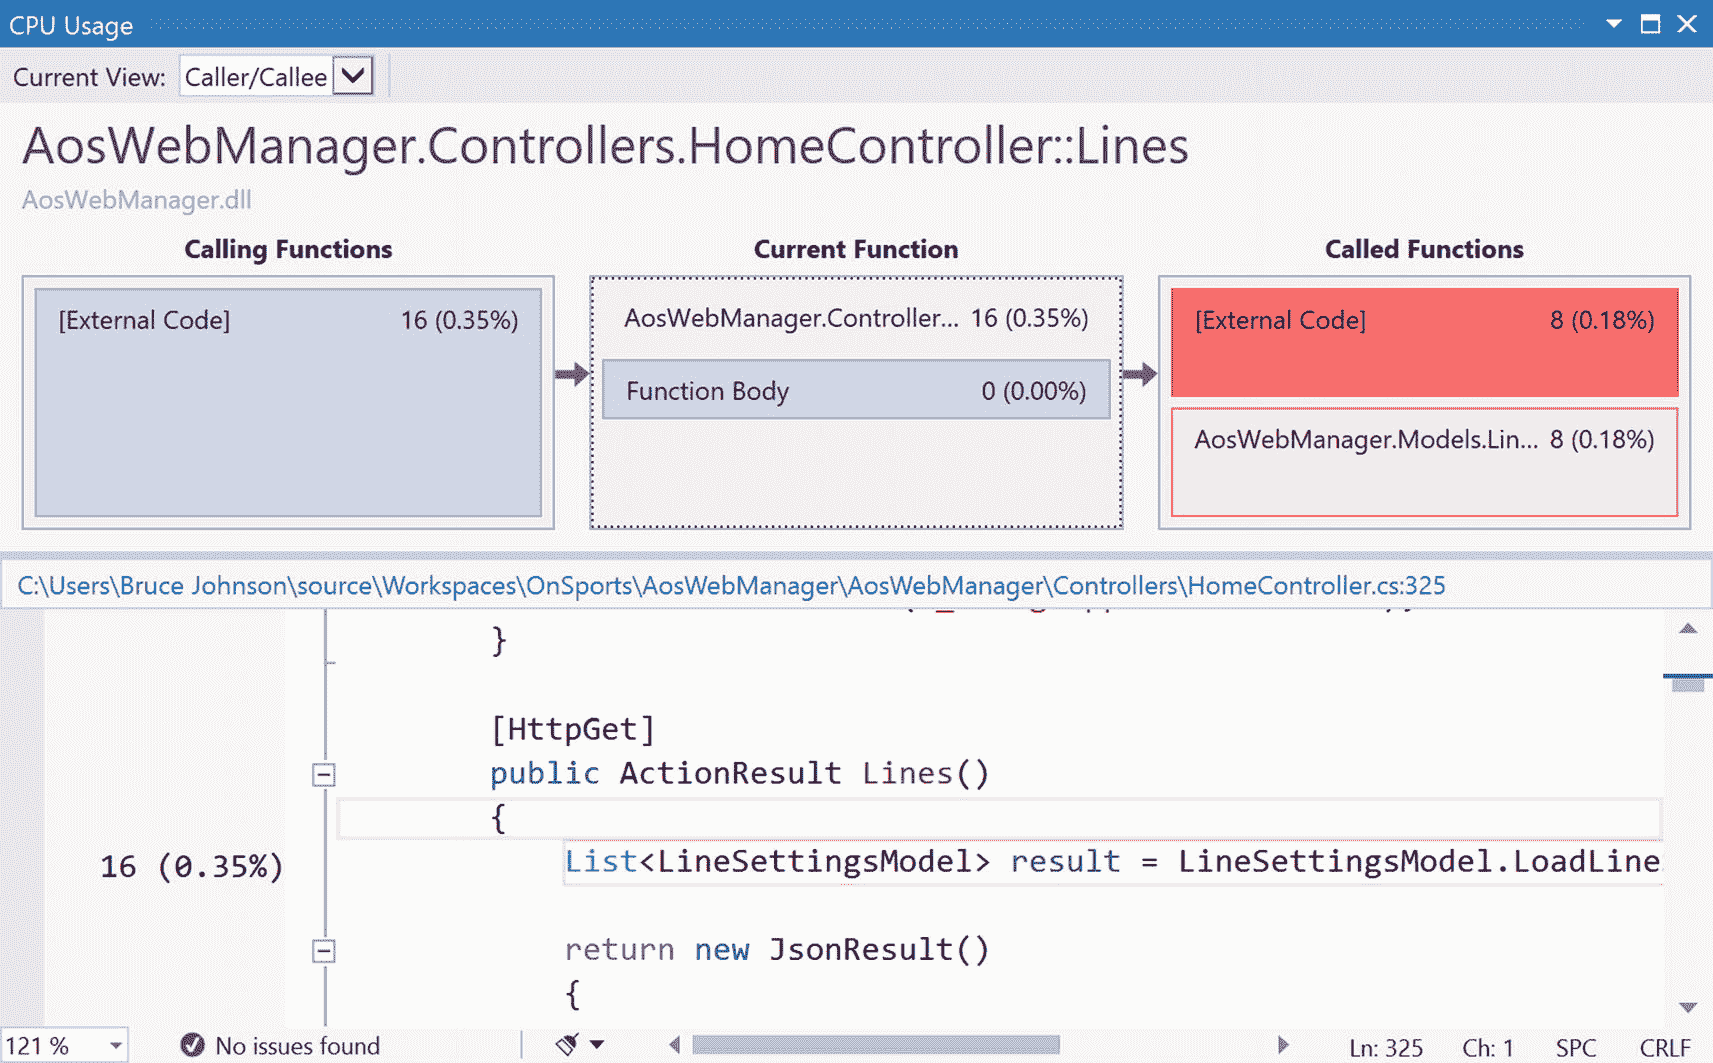 CPU Usage
Current View: Caller/Callee
AosWebManager.Controllers.HomeController::Lines
AosWebManager.dll
Calling Functions
[External Code] 16 (0.35%)
Current Function
AosWebManager.Controller... 16 (0.35%)
Function Body 0 (0.00%)
Called Functions
[External Code] 8 (0.18%)
AosWebManager.Models.Lin... 8 (0.18%)
C:\Users\Bruce Johnson\source\Workspaces\OnSports\AosWebManager\AosWebManager\Controllers\HomeController.cs:325
}
[HttpGet]
public ActionResult Lines()
{
16 (0.35%) List<LineSettingsModel> result = LineSettingsModel.LoadLine
return new JsonResult()
{
121 % No issues found Ln: 325 Ch: 1 SPC CRLF